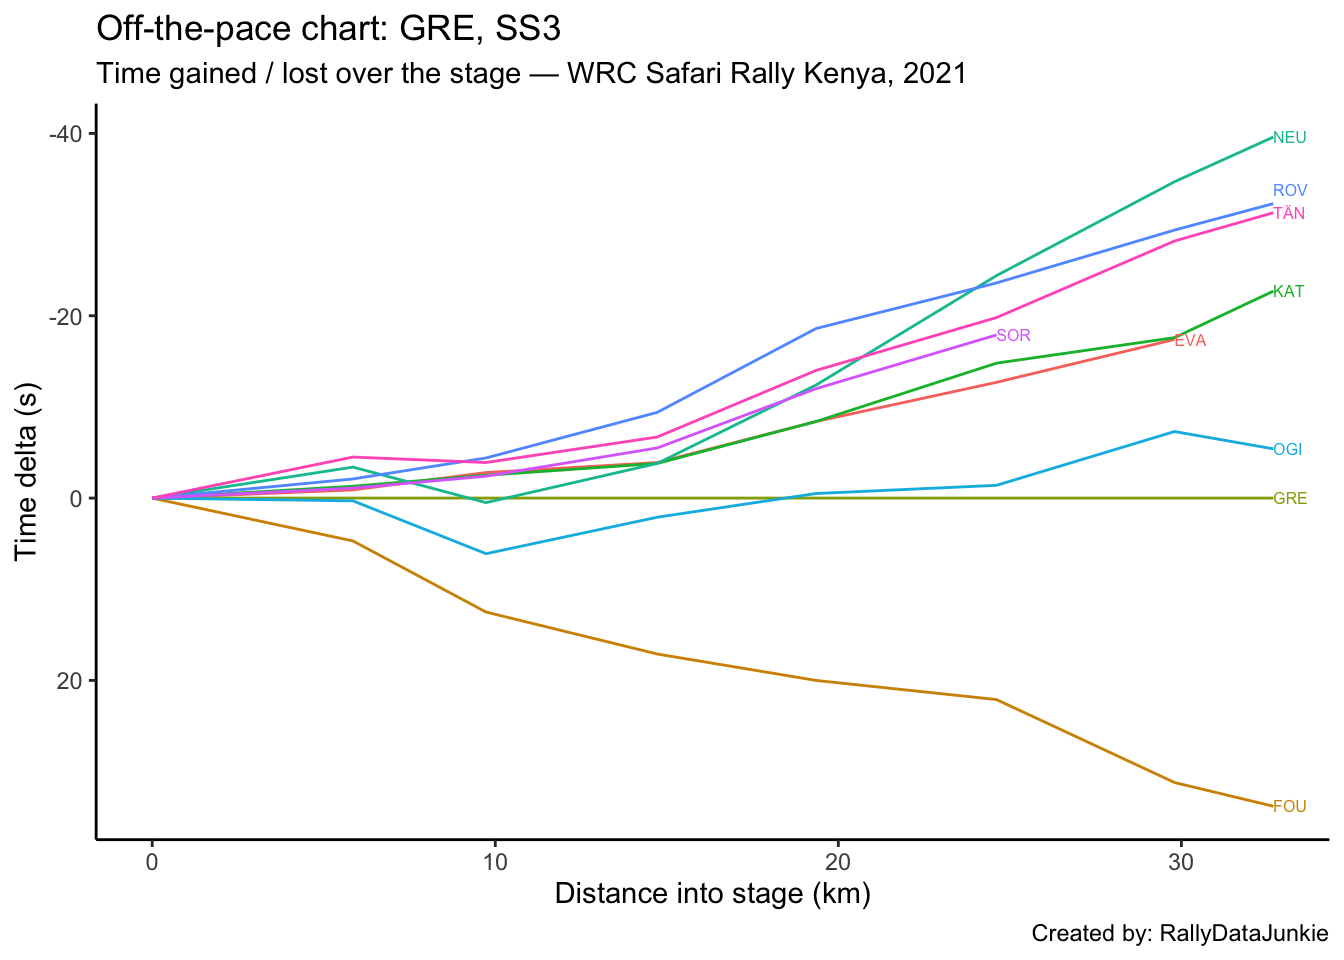 Off-the-pace chart: GRE, SS3
Time gained / lost over the stage — WRC Safari Rally Kenya, 2021
-40
-20
0
20
Time delta (s)
NEU
ROV
TÄN
KAT
SOR
EVA
OGI
GRE
FOU
0 10 20 30
Distance into stage (km)
Created by: RallyDataJunkie